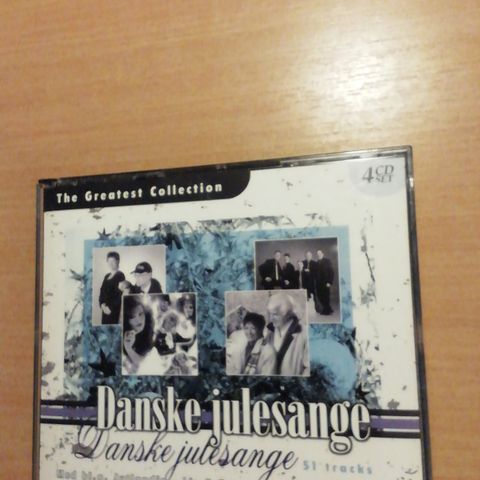 The Greatest Collection
4 CD
SET
Danske julesange
Danske julesange
51 tracks